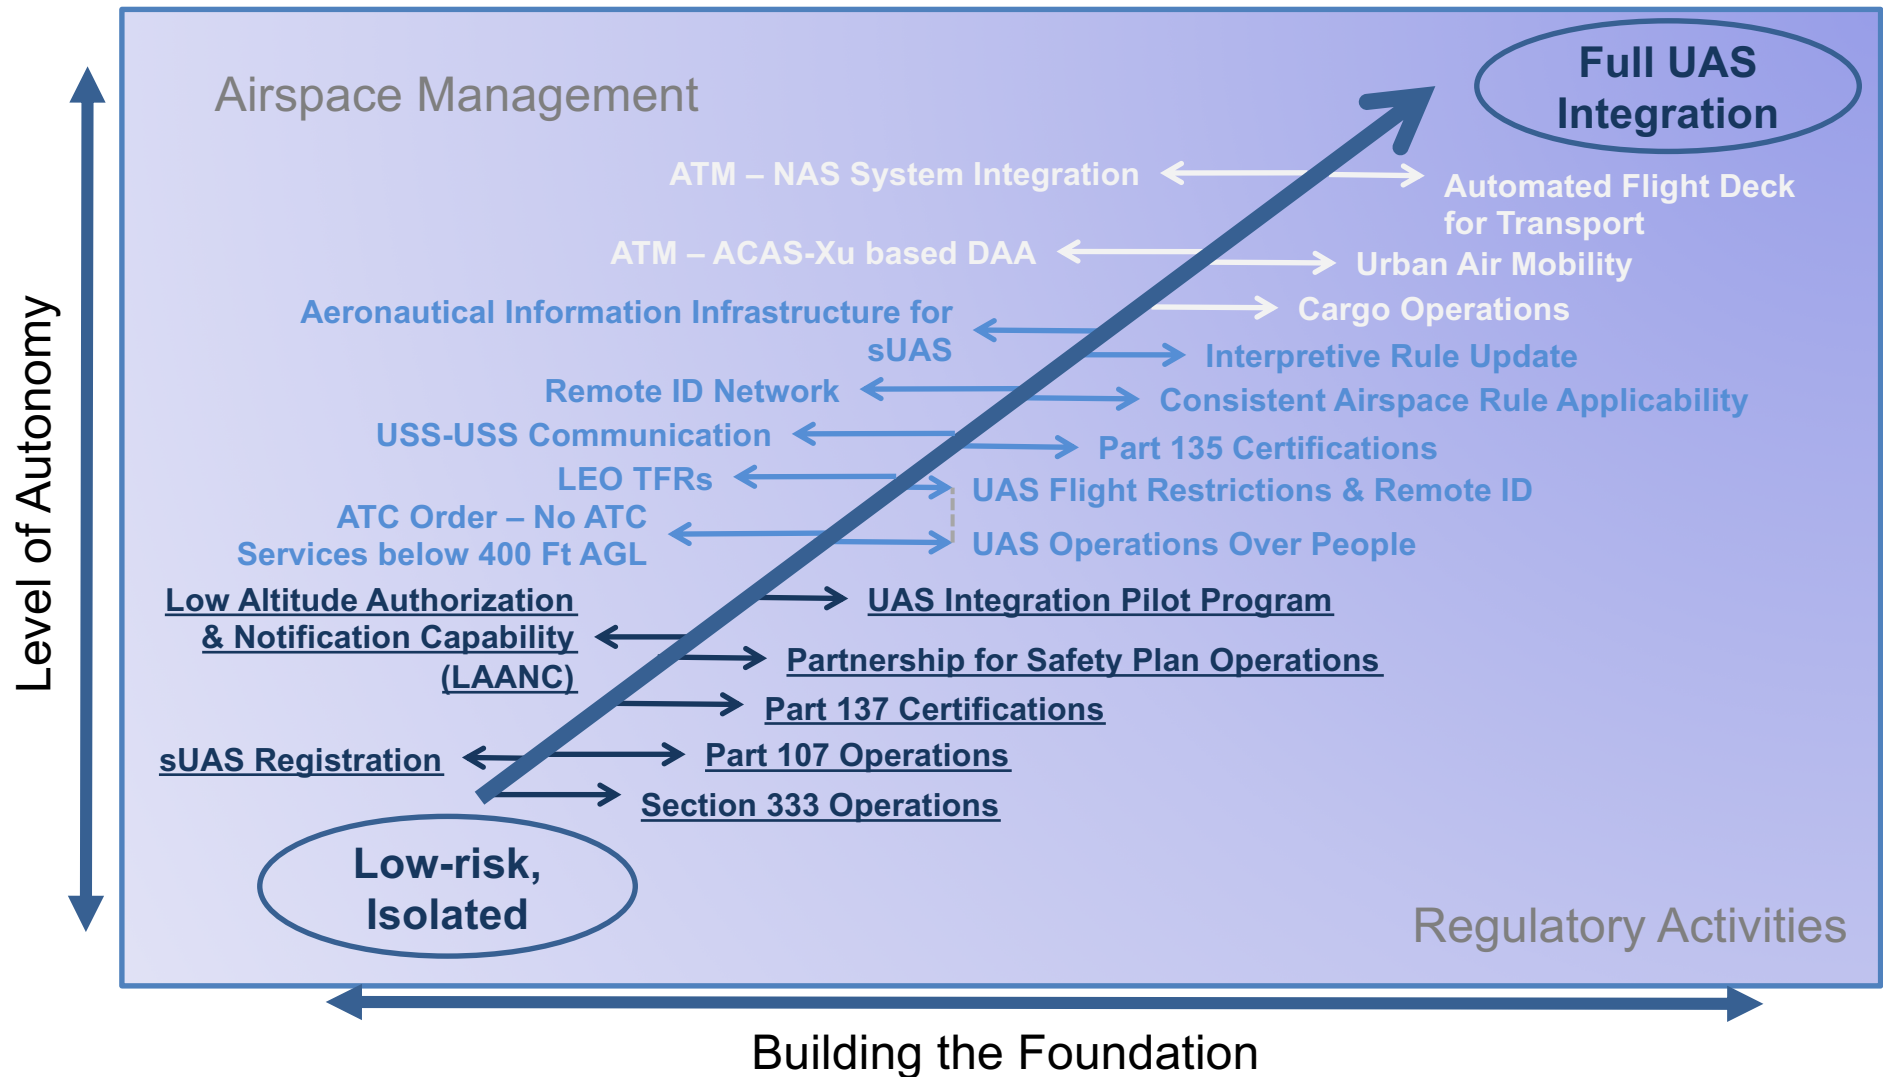 Full UAS
Integration
Airspace Management
ATM – NAS System Integration
Automated Flight Deck
for Transport
ATM – ACAS-Xu based DAA
Urban Air Mobility
Aeronautical Information Infrastructure for
sUAS
Cargo Operations
Interpretive Rule Update
Remote ID Network
Consistent Airspace Rule Applicability
USS-USS Communication
Part 135 Certifications
LEO TFRs
UAS Flight Restrictions & Remote ID
ATC Order – No ATC
Services below 400 Ft AGL
UAS Operations Over People
Low Altitude Authorization
& Notification Capability
(LAANC)
UAS Integration Pilot Program
Partnership for Safety Plan Operations
Part 137 Certifications
sUAS Registration
Part 107 Operations
Section 333 Operations
Low-risk,
Isolated
Regulatory Activities
Level of Autonomy
Building the Foundation